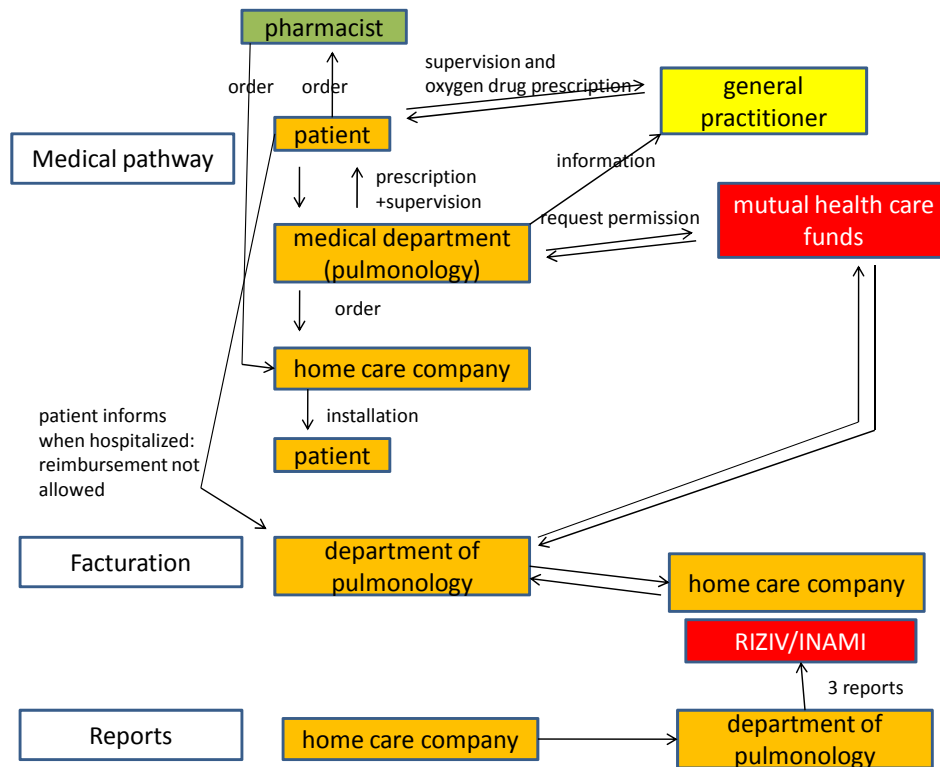 pharmacist
order
order
supervision and
oxygen drug prescription
general
practitioner
patient
Medical pathway
information
prescription
+supervision
mutual health care
funds
request permission
medical department
(pulmonology)
order
home care company
patient informs
when hospitalized:
reimbursement not
allowed
installation
patient
Facturation
department of
pulmonology
home care company
RIZIV/INAMI
3 reports
Reports
home care company
department of
pulmonology